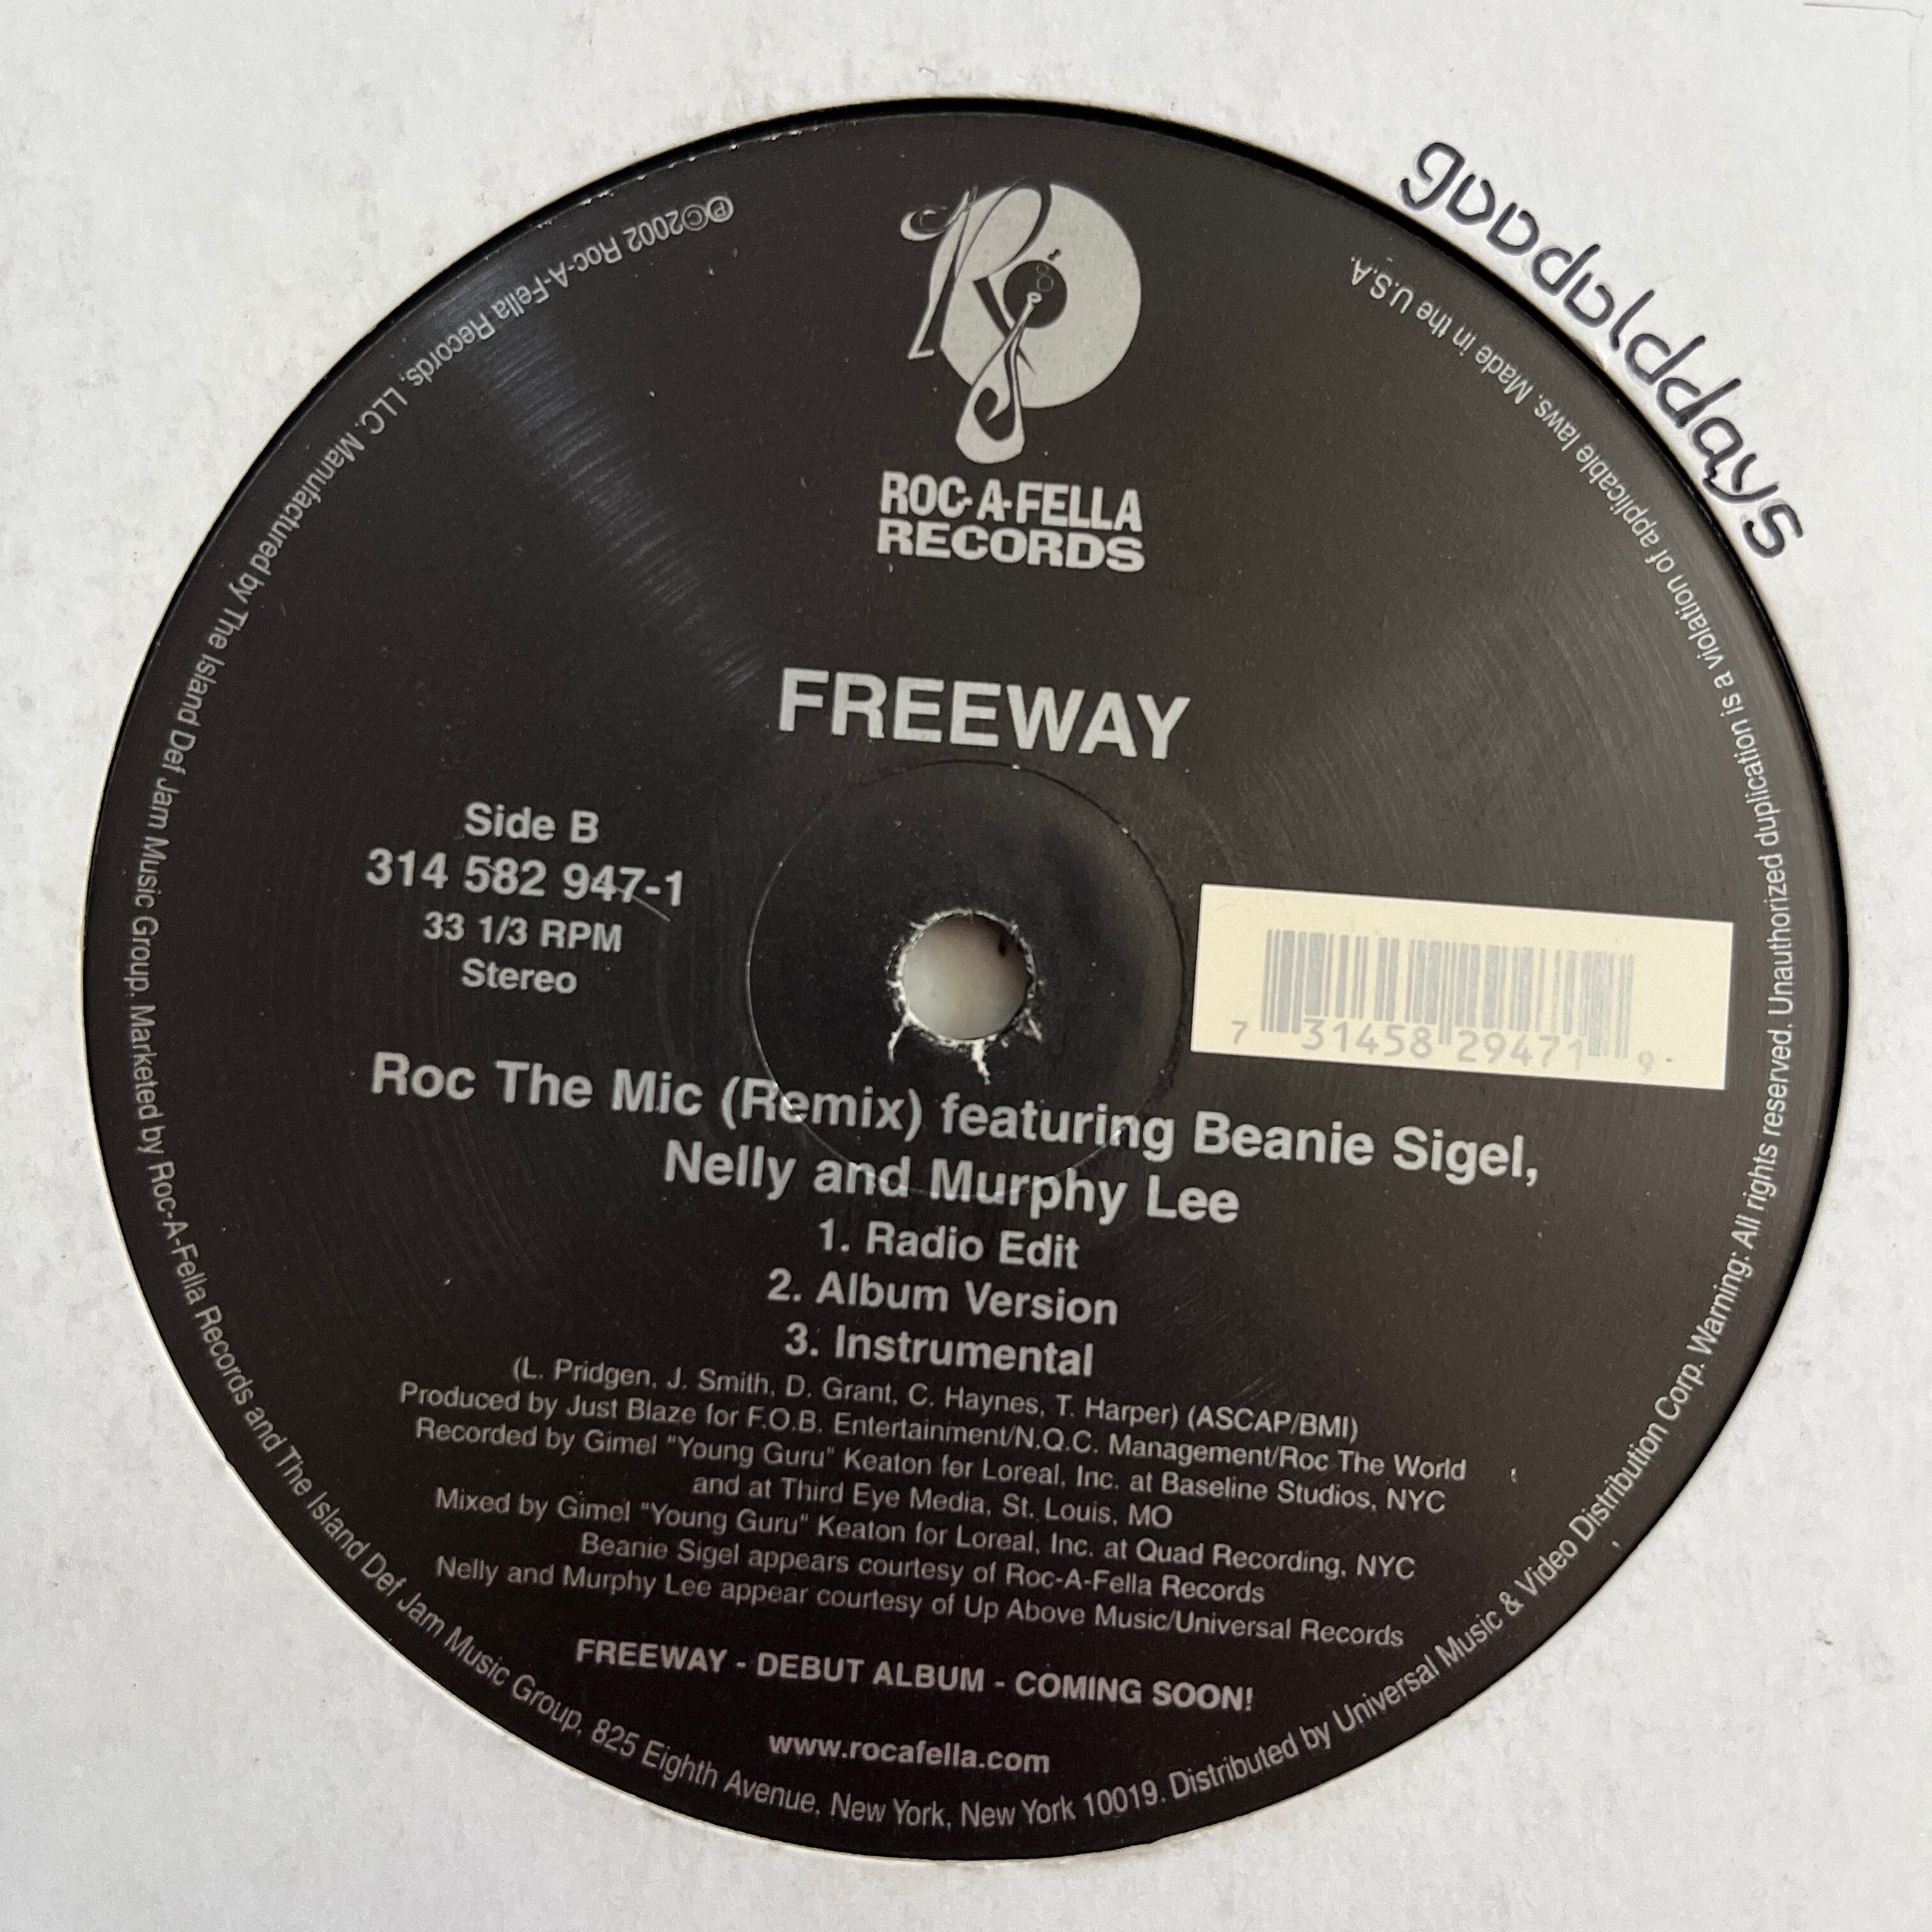 goodolddays
ROC-A-FELLA
RECORDS
FREEWAY
Side B
314 582 947-1
33 1/3 RPM
Stereo
7 31458 29471 9
Roc The Mic (Remix) featuring Beanie Sigel,
Nelly and Murphy Lee
1. Radio Edit
2. Album Version
3. Instrumental
(L. Pridgen, J. Smith, D. Grant, C. Haynes, T. Harper) (ASCAP/BMI)
Produced by Just Blaze for F.O.B. Entertainment/N.Q.C. Management/Roc The World
Recorded by Gimel "Young Guru" Keaton for Loreal, Inc. at Baseline Studios, NYC
and at Third Eye Media, St. Louis, MO
Mixed by Gimel "Young Guru" Keaton for Loreal, Inc. at Quad Recording, NYC
Beanie Sigel appears courtesy of Roc-A-Fella Records
Nelly and Murphy Lee appear courtesy of Up Above Music/Universal Records
FREEWAY - DEBUT ALBUM - COMING SOON!
www.rocafella.com
℗©2002 Roc-A-Fella Records, LLC. Manufactured by The Island Def Jam Music Group. Marketed by Roc-A-Fella Records and The Island Def Jam Music Group, 825 Eighth Avenue, New York, New York 10019. Distributed by Universal Music & Video Distribution Corp. Warning: All rights reserved. Unauthorized duplication is a violation of applicable laws. Made in the U.S.A.